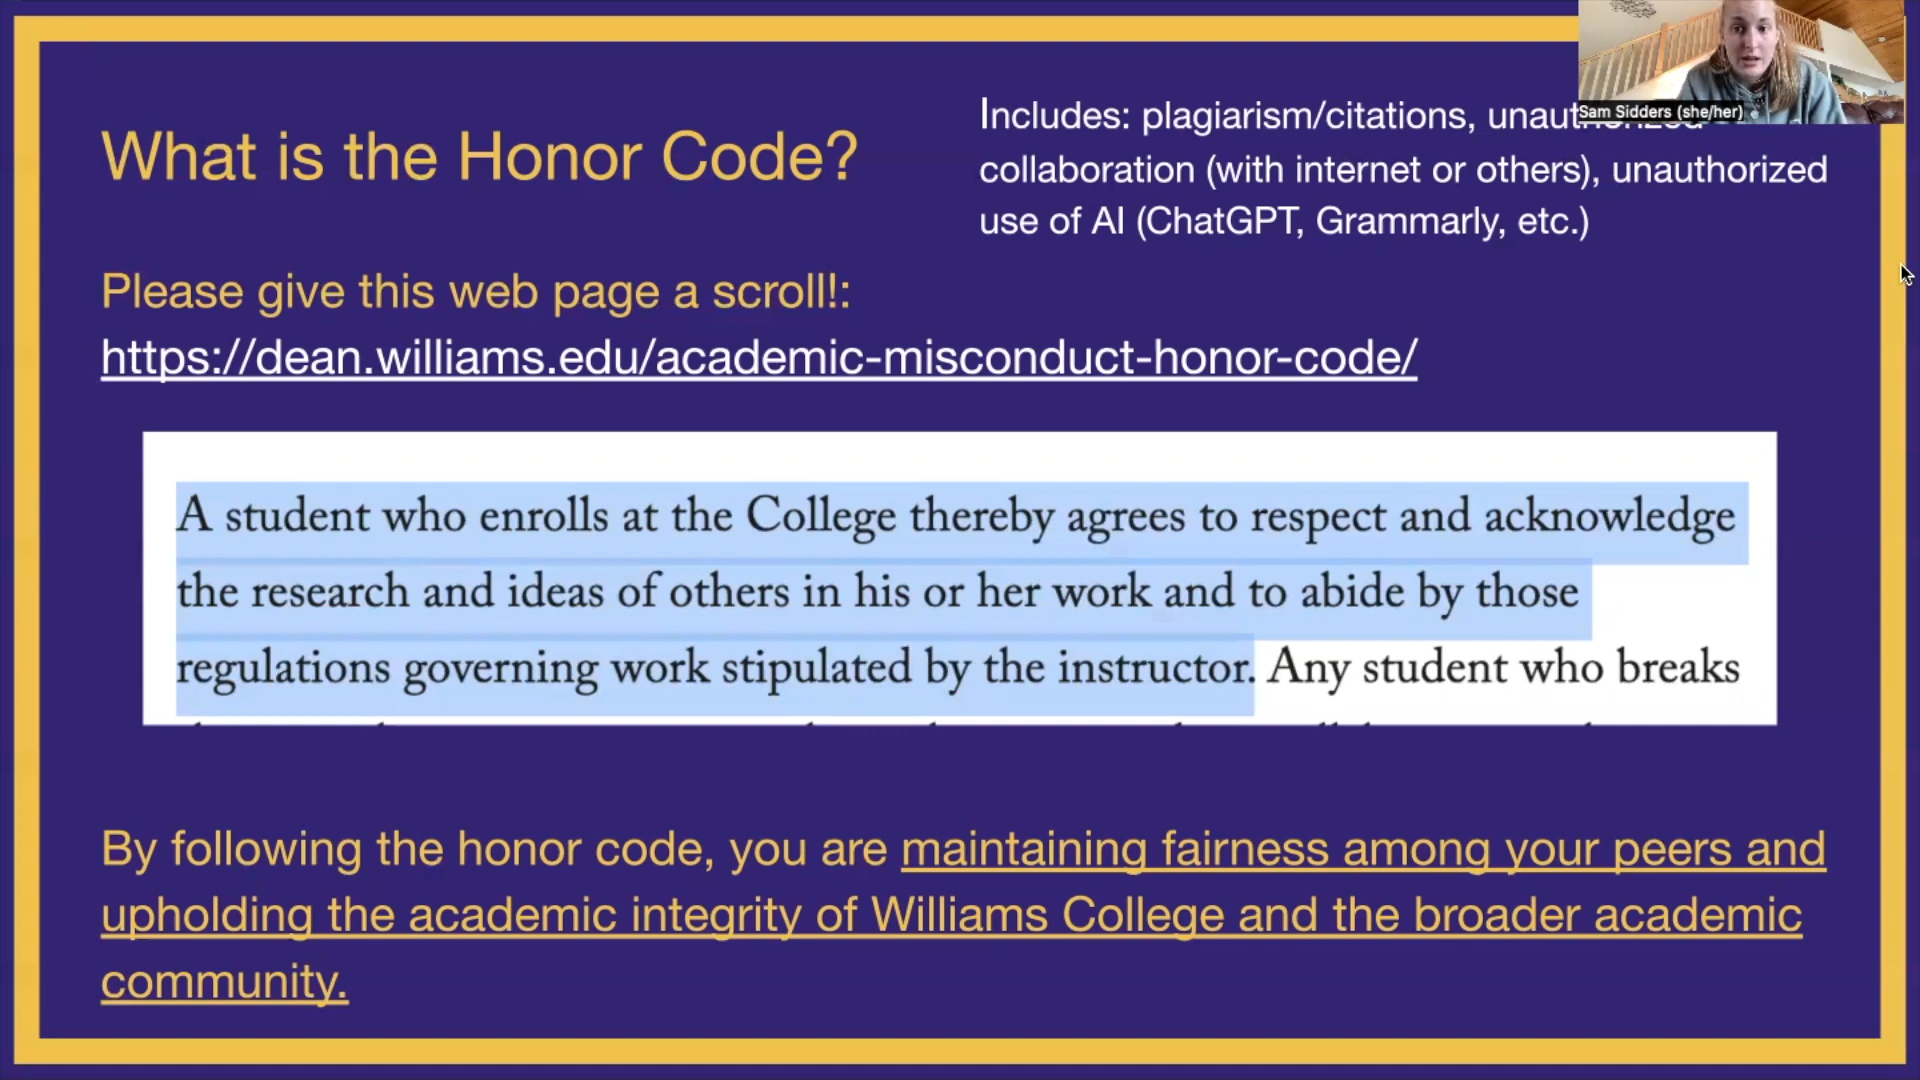 What is the Honor Code?
Includes: plagiarism/citations, unauthorized
collaboration (with internet or others), unauthorized
use of AI (ChatGPT, Grammarly, etc.)
Sam Sidders (she/her)
Please give this web page a scroll!:
https://dean.williams.edu/academic-misconduct-honor-code/
A student who enrolls at the College thereby agrees to respect and acknowledge
the research and ideas of others in his or her work and to abide by those
regulations governing work stipulated by the instructor. Any student who breaks
By following the honor code, you are maintaining fairness among your peers and
upholding the academic integrity of Williams College and the broader academic
community.